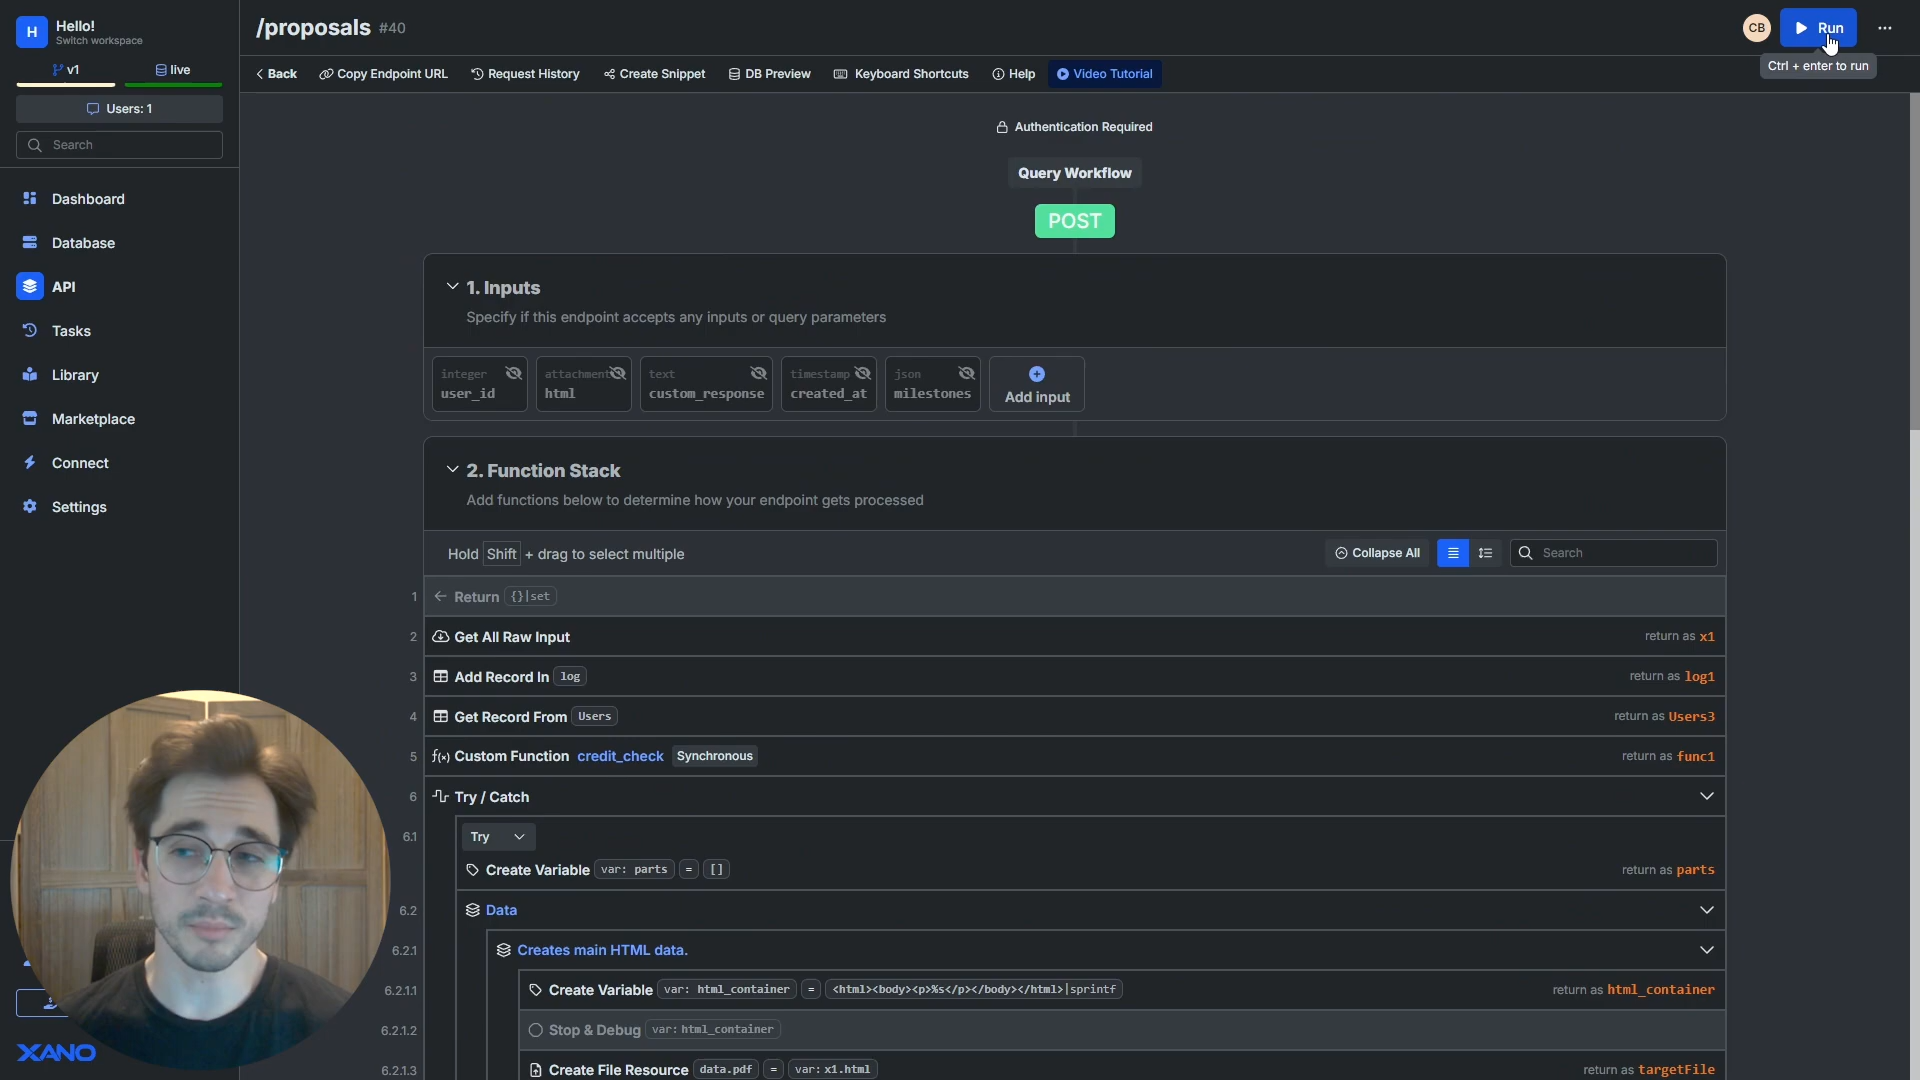 H
Hello!
Switch workspace
v1
live
Users: 1
Search
Dashboard
Database
API
Tasks
Library
Marketplace
Connect
Settings
XANO
/proposals #40
CB
Run
Ctrl + enter to run
Back
Copy Endpoint URL
Request History
Create Snippet
DB Preview
Keyboard Shortcuts
Help
Video Tutorial
Authentication Required
Query Workflow
POST
1. Inputs
Specify if this endpoint accepts any inputs or query parameters
integer
user_id
attachment
html
text
custom_response
timestamp
created_at
json
milestones
Add input
2. Function Stack
Add functions below to determine how your endpoint gets processed
Hold Shift + drag to select multiple
Collapse All
Search
1 Return {}|set
2 Get All Raw Input return as x1
3 Add Record In log return as log1
4 Get Record From Users return as Users3
5 f(x) Custom Function credit_check Synchronous return as func1
6 Try / Catch
6.1 Try
Create Variable var: parts = [] return as parts
6.2 Data
6.2.1 Creates main HTML data.
6.2.1.1 Create Variable var: html_container = <html><body><p>%s</p></body></html>|sprintf return as html_container
6.2.1.2 Stop & Debug var: html_container
6.2.1.3 Create File Resource data.pdf = var: x1.html return as targetFile